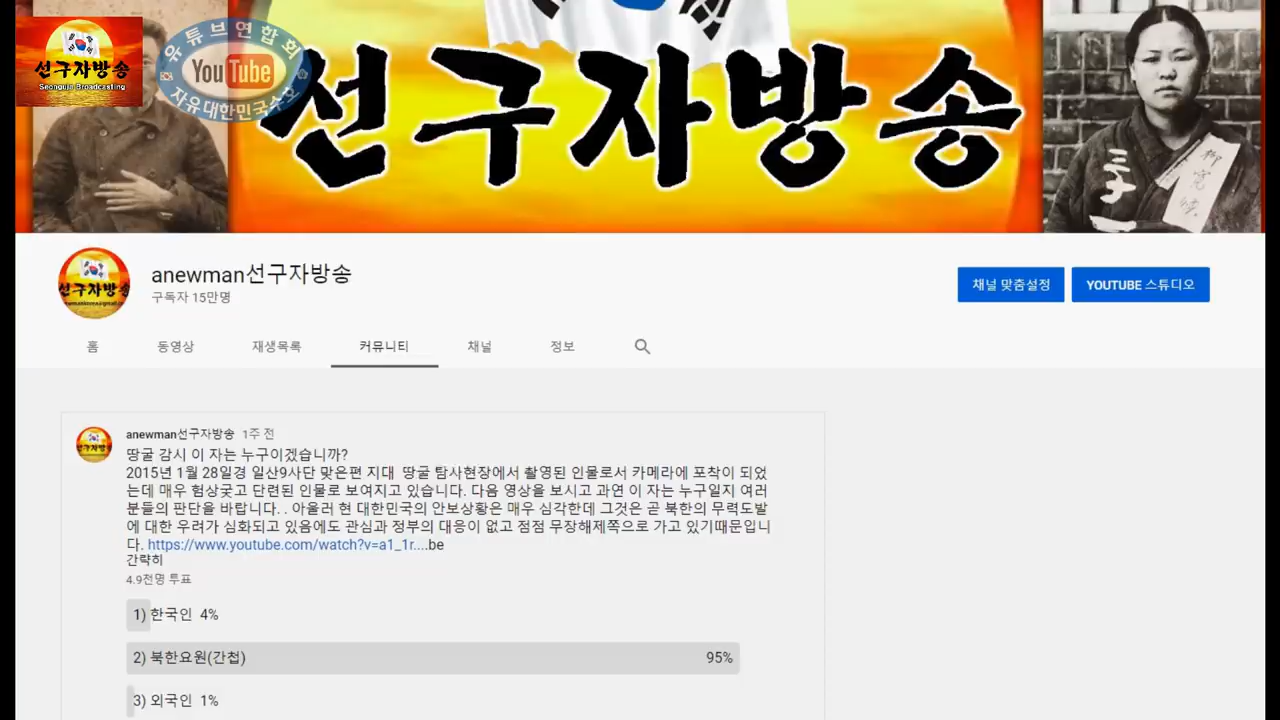 선구자방송
Seonguja Broadcasting
유튜브연합회
YouTube
자유대한민국수호
선구자방송
anewman선구자방송
구독자 15만명
채널 맞춤설정
YOUTUBE 스튜디오
홈 동영상 재생목록 커뮤니티 채널 정보
anewman선구자방송 1주 전
땅굴 감시 이 자는 누구이겠습니까?
2015년 1월 28일경 일산9사단 맞은편 지대 땅굴 탐사현장에서 촬영된 인물로서 카메라에 포착이 되었
는데 매우 험상궂고 단련된 인물로 보여지고 있습니다. 다음 영상을 보시고 과연 이 자는 누구일지 여러
분들의 판단을 바랍니다. . 아울러 현 대한민국의 안보상황은 매우 심각한데 그것은 곧 북한의 무력도발
에 대한 우려가 심화되고 있음에도 관심과 정부의 대응이 없고 점점 무장해제쪽으로 가고 있기때문입니
다. https://www.youtube.com/watch?v=a1_1r....be
간략히
4.9천명 투표
1) 한국인 4%
2) 북한요원(간첩) 95%
3) 외국인 1%